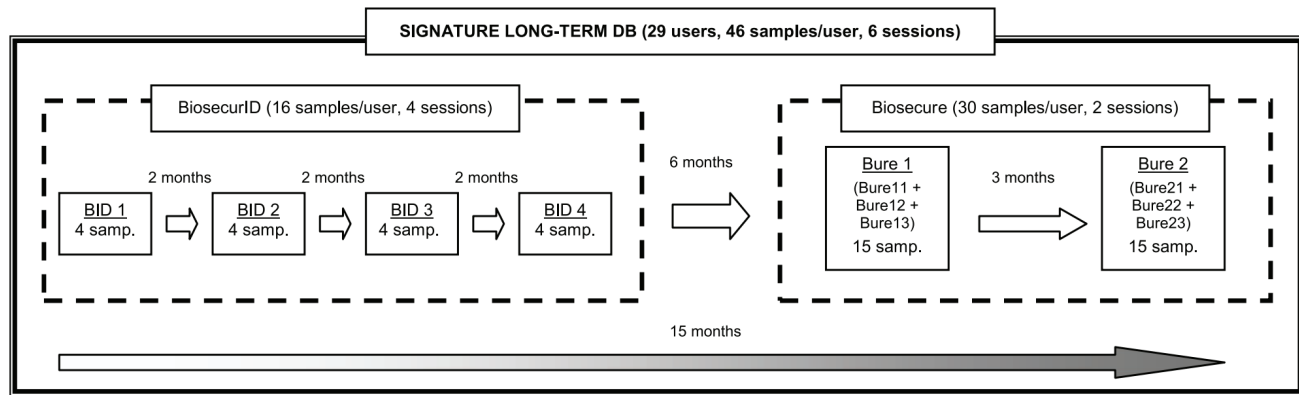 SIGNATURE LONG-TERM DB (29 users, 46 samples/user, 6 sessions)
BiosecurID (16 samples/user, 4 sessions)
2 months
2 months
2 months
BID 1
4 samp.
BID 2
4 samp.
BID 3
4 samp.
BID 4
4 samp.
6 months
Biosecure (30 samples/user, 2 sessions)
Bure 1
(Bure11 +
Bure12 +
Bure13)
15 samp.
3 months
Bure 2
(Bure21 +
Bure22 +
Bure23)
15 samp.
15 months